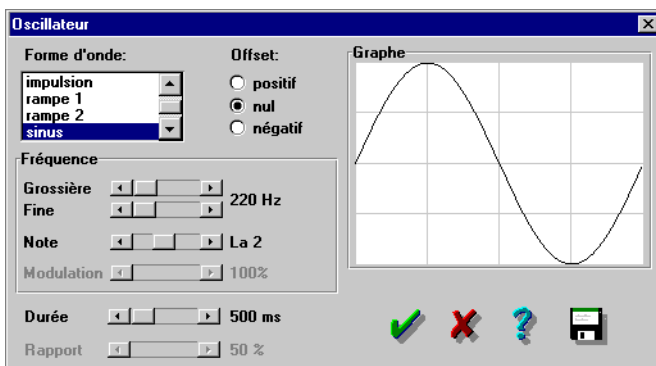 Oscillateur
Forme d'onde:
impulsion
rampe 1
rampe 2
sinus
Offset:
positif
nul
négatif
Graphe
Fréquence
Grossière
Fine
220 Hz
Note
La 2
Modulation
100%
Durée
500 ms
Rapport
50 %